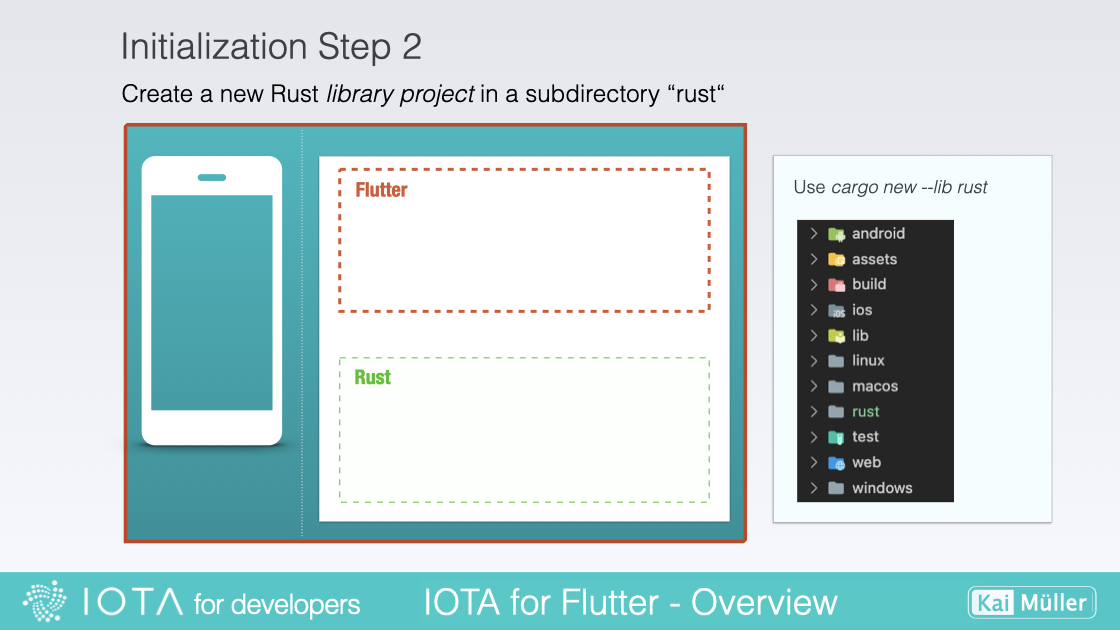 Initialization Step 2
Create a new Rust library project in a subdirectory “rust“
Flutter
Rust
Use cargo new --lib rust
android
assets
build
ios
lib
linux
macos
rust
test
web
windows
IOTA for developers
IOTA for Flutter - Overview
Kai Müller